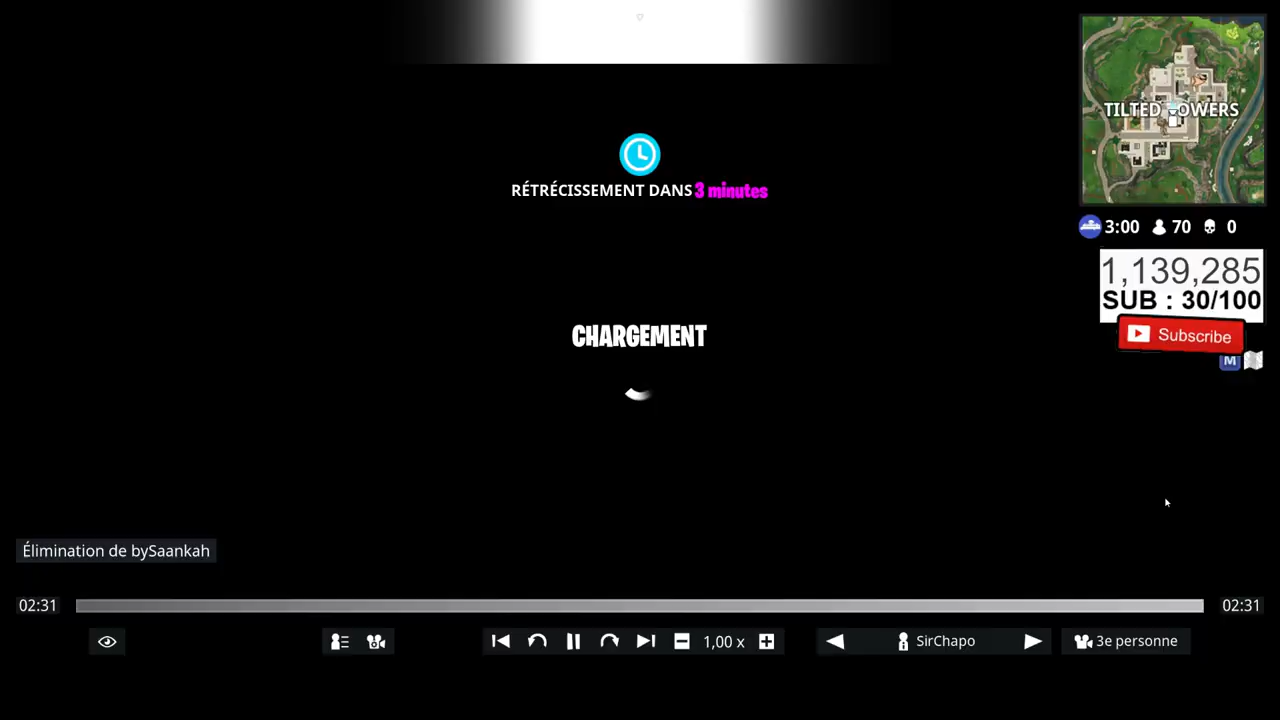 RÉTRÉCISSEMENT DANS 3 minutes
TILTED TOWERS
3:00 70 0
1,139,285
SUB : 30/100
Subscribe
M
CHARGEMENT
Élimination de bySaankah
02:31 02:31
1,00 x SirChapo 3e personne